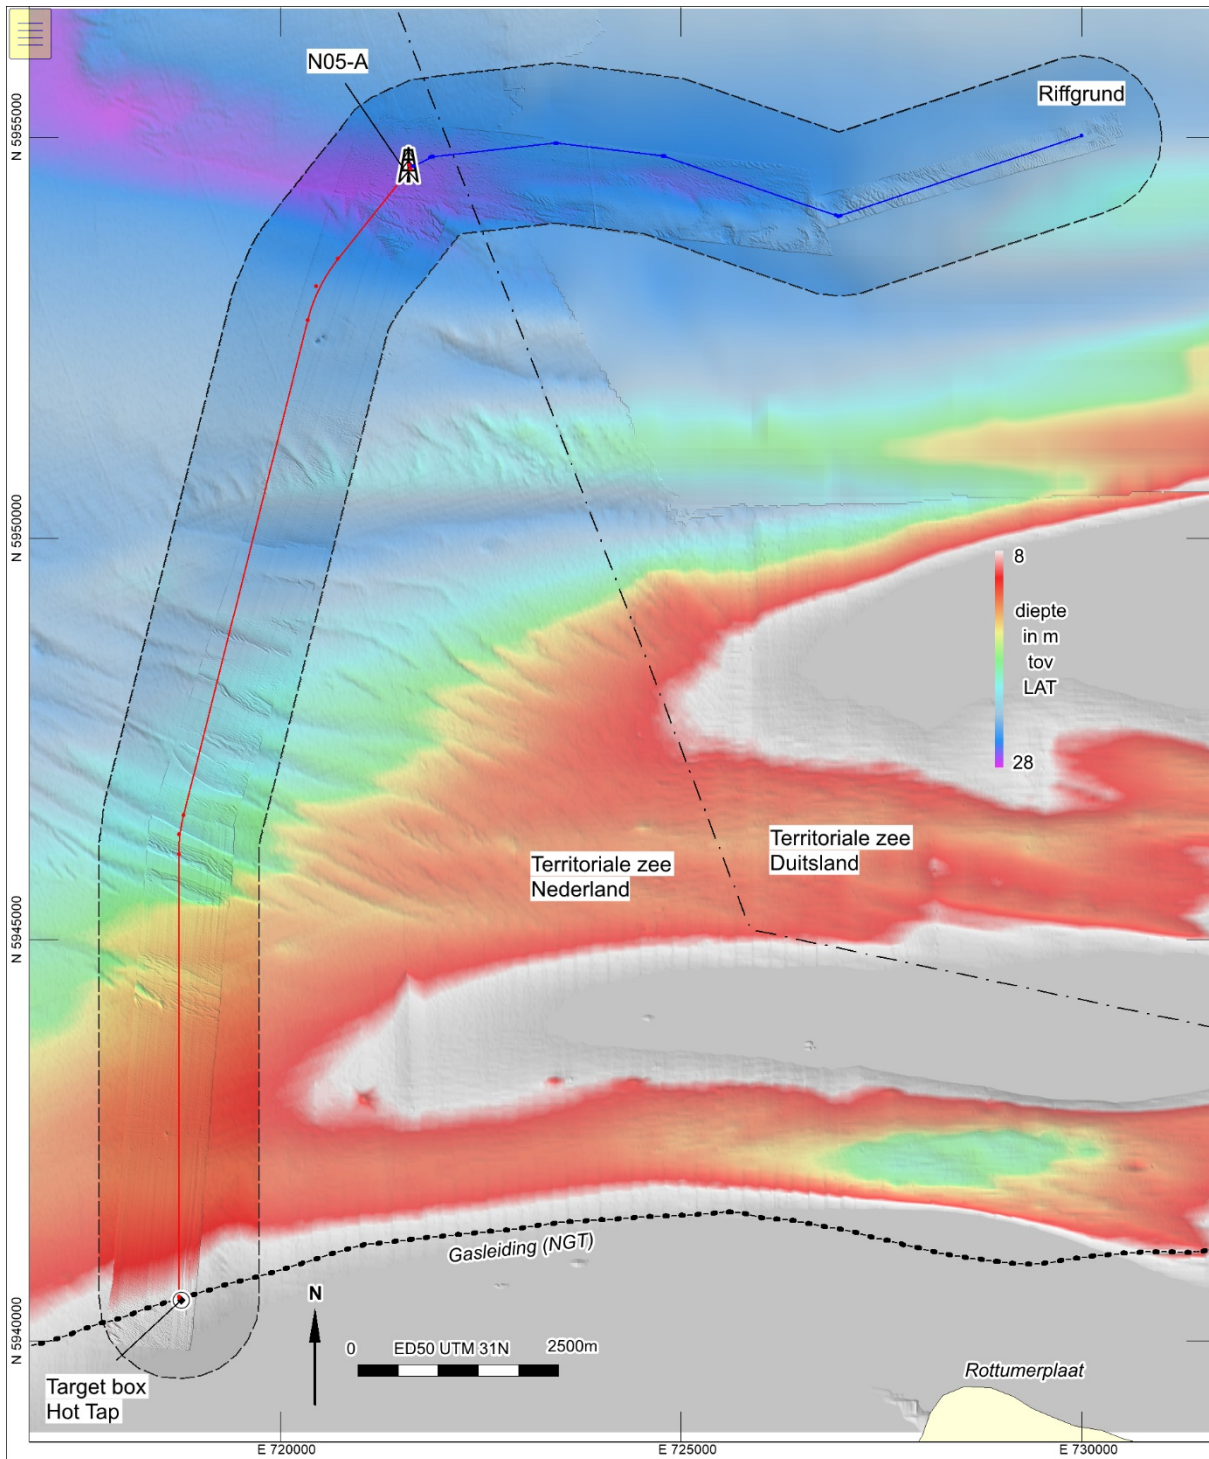 N05-A
Riffgrund
N 5955000
N 5950000
8
diepte
in m
tov
LAT
28
Territoriale zee
Nederland
Territoriale zee
Duitsland
N 5945000
Gasleiding (NGT)
N
0 ED50 UTM 31N 2500m
N 5940000
Target box
Hot Tap
Rottumerplaat
E 720000 E 725000 E 730000